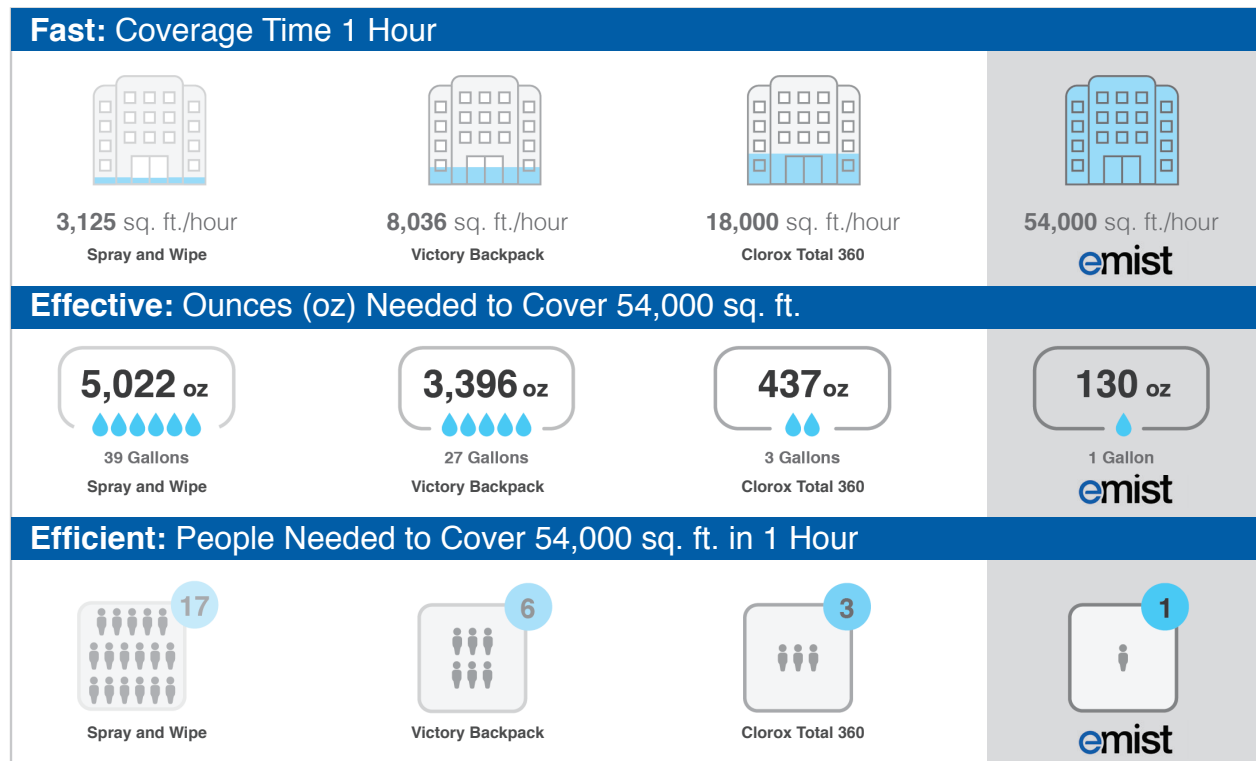 Fast: Coverage Time 1 Hour
3,125 sq. ft./hour
Spray and Wipe
8,036 sq. ft./hour
Victory Backpack
18,000 sq. ft./hour
Clorox Total 360
54,000 sq. ft./hour
emist
Effective: Ounces (oz) Needed to Cover 54,000 sq. ft.
5,022 oz
39 Gallons
Spray and Wipe
3,396 oz
27 Gallons
Victory Backpack
437 oz
3 Gallons
Clorox Total 360
130 oz
1 Gallon
emist
Efficient: People Needed to Cover 54,000 sq. ft. in 1 Hour
17
Spray and Wipe
6
Victory Backpack
3
Clorox Total 360
1
emist